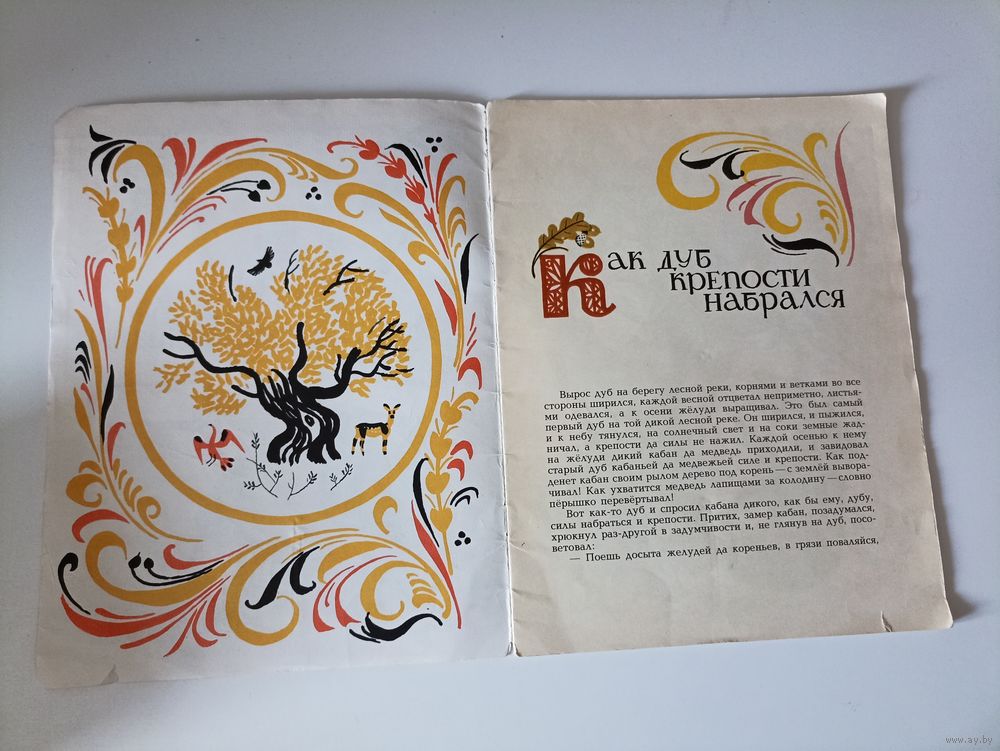 Как дуб
крепости
набрался
Вырос дуб на берегу лесной реки, корнями и ветками во все
стороны ширился, каждой весной отцветал неприметно, листья-
ми одевался, а к осени жёлуди выращивал. Это был самый
первый дуб на той дикой лесной реке. Он ширился, и пыжился,
и к небу тянулся, на солнечный свет и на соки земные жад-
ничал, а крепости да силы не нажил. Каждой осенью к нему
на жёлуди дикий кабан да медведь приходили, и завидовал
старый дуб кабаньей да медвежьей силе и крепости. Как под-
денет кабан своим рылом дерево под корень — с землёй вывора-
чивал! Как ухватится медведь лапищами за колодину — словно
пёрышко перевёртывал!
Вот как-то дуб и спросил кабана дикого, как бы ему, дубу,
силы набраться и крепости. Притих, замер кабан, позадумался,
хрюкнул раз-другой в задумчивости и, не глянув на дуб, посо-
ветовал:
— Поешь досыта желудей да кореньев, в грязи поваляйся,
www.ay.by